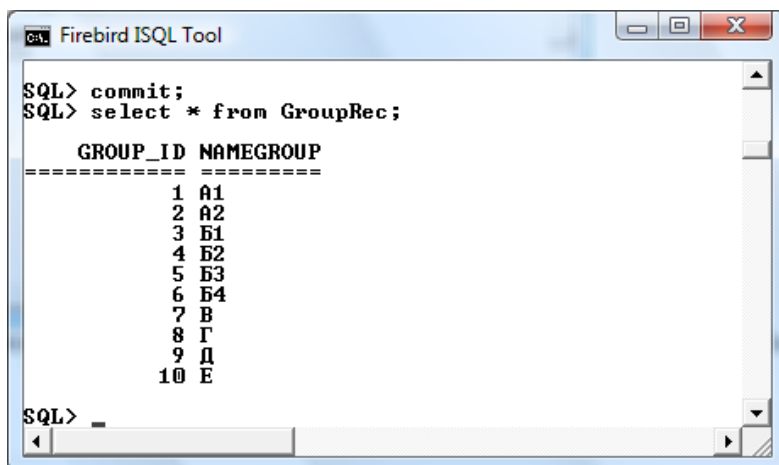 Firebird ISQL Tool
SQL> commit;
SQL> select * from GroupRec;
GROUP_ID NAMEGROUP
============ =========
1 А1
2 А2
3 Б1
4 Б2
5 Б3
6 Б4
7 В
8 Г
9 Д
10 Е
SQL> _